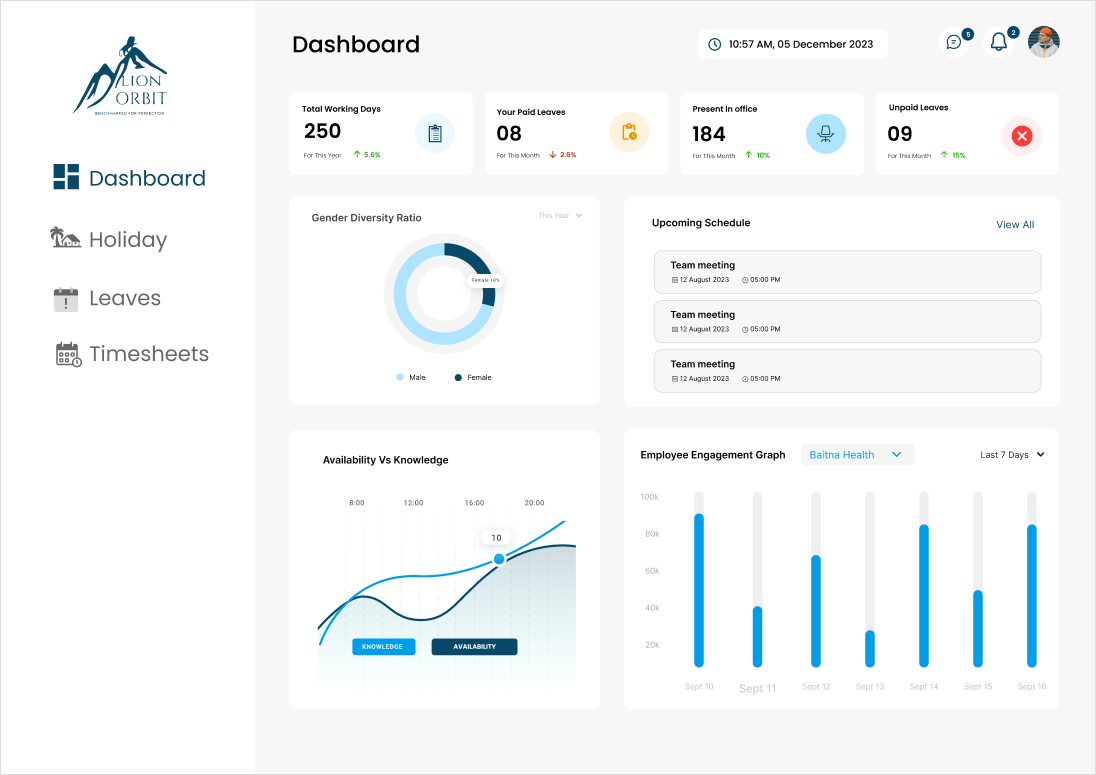 LION
ORBIT
BENCHMARKED FOR PERFECTION
Dashboard
Holiday
Leaves
Timesheets
Dashboard
10:57 AM, 05 December 2023
5
2
Total Working Days
250
For This Year 5.6%
Your Paid Leaves
08
For This Month 2.6%
Present In office
184
For This Month 10%
Unpaid Leaves
09
For This Month 15%
Gender Diversity Ratio
This Year
Female 10%
Male
Female
Upcoming Schedule
View All
Team meeting
12 August 2023 05:00 PM
Team meeting
12 August 2023 05:00 PM
Team meeting
12 August 2023 05:00 PM
Availability Vs Knowledge
8:00 12:00 16:00 20:00
10
KNOWLEDGE
AVAILABILITY
Employee Engagement Graph
Baitna Health
Last 7 Days
100k
80k
60k
40k
20k
Sept 10 Sept 11 Sept 12 Sept 13 Sept 14 Sept 15 Sept 16